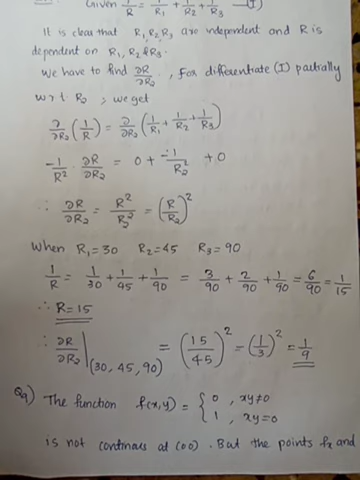 Given 1/R = 1/R1 + 1/R2 + 1/R3 —(I)
It is clear that R1, R2, R3 are independent and R is
dependent on R1, R2 & R3.
We have to find ∂R/∂R2, For differentiate (I) partially
w.r.t. R2, we get
∂/∂R2 (1/R) = ∂/∂R2 (1/R1 + 1/R2 + 1/R3)
-1/R² · ∂R/∂R2 = 0 + -1/R2² + 0
∴ ∂R/∂R2 = R²/R2² = (R/R2)²
When R1=30 R2=45 R3=90
1/R = 1/30 + 1/45 + 1/90 = 3/90 + 2/90 + 1/90 = 6/90 = 1/15
∴ R=15
∴ ∂R/∂R2 |(30, 45, 90) = (15/45)² = (1/3)² = 1/9
Q9) The function f(x,y) = { 0 , xy≠0
1 , xy=0
is not continous at (00). But the points fx and